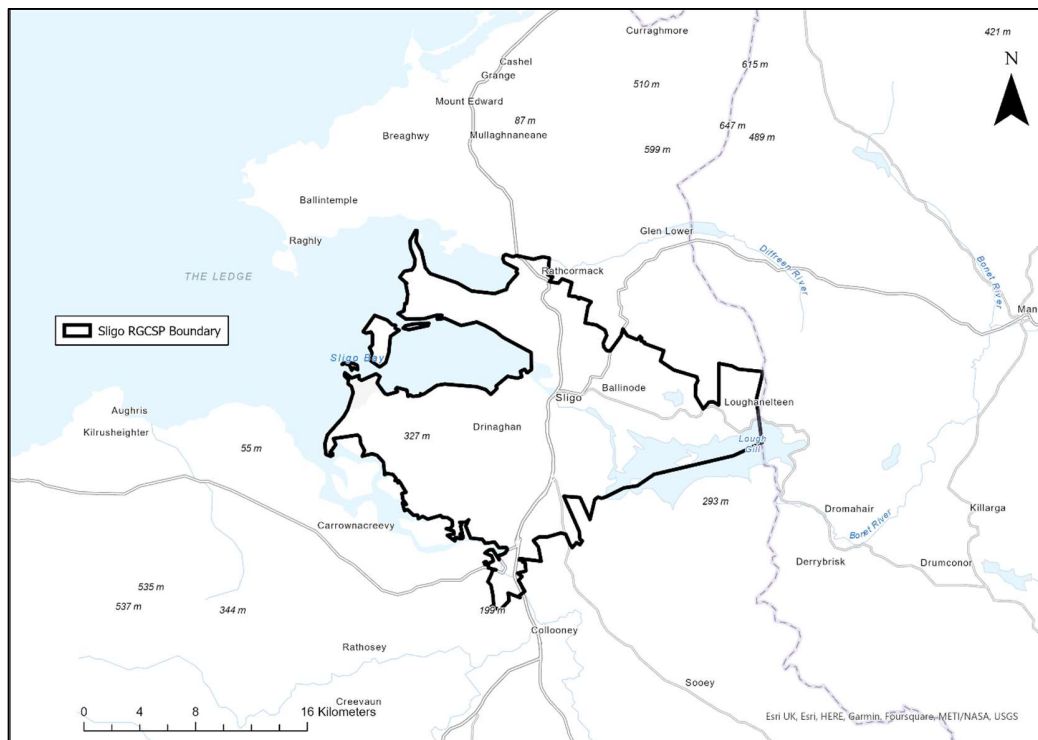 Curraghmore
421 m
Cashel
Grange
615 m
N
510 m
Mount Edward
87 m
647 m
Breaghwy
Mullaghnaneane
489 m
599 m
Ballintemple
Raghly
Glen Lower
Diffreen River
Bonet River
THE LEDGE
Rathcormack
Man
Sligo RGCSP Boundary
Sligo Bay
Ballinode
Sligo
Loughanelteen
Aughris
Kilrusheighter
Drinaghan
327 m
55 m
Lough
Gill
293 m
Dromahair
Killarga
Carrownacreevy
Bonet River
Derrybrisk
Drumconor
535 m
537 m
344 m
199 m
Collooney
Rathosey
Sooey
Creevaun
0 4 8 16 Kilometers
Esri UK, Esri, HERE, Garmin, Foursquare, METI/NASA, USGS